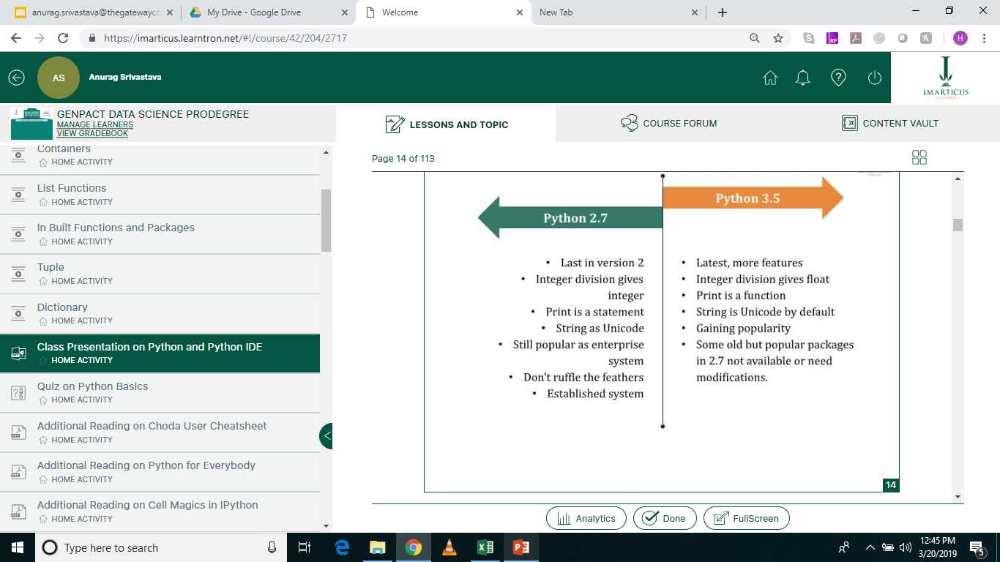 anurag.srivastava@thegatewayco
My Drive - Google Drive
Welcome
New Tab
https://imarticus.learntron.net/#!/course/42/204/2717
RP
H
AS
Anurag Srivastava
?
IMARTICUS
LEARNING
GENPACT DATA SCIENCE PRODEGREE
MANAGE LEARNERS
VIEW GRADEBOOK
LESSONS AND TOPIC
COURSE FORUM
CONTENT VAULT
Containers
HOME ACTIVITY
List Functions
HOME ACTIVITY
In Built Functions and Packages
HOME ACTIVITY
Tuple
HOME ACTIVITY
Dictionary
HOME ACTIVITY
Class Presentation on Python and Python IDE
HOME ACTIVITY
Quiz on Python Basics
HOME ACTIVITY
Additional Reading on Choda User Cheatsheet
HOME ACTIVITY
Additional Reading on Python for Everybody
HOME ACTIVITY
Additional Reading on Cell Magics in IPython
HOME ACTIVITY
Page 14 of 113
Python 2.7
• Last in version 2
• Integer division gives
integer
• Print is a statement
• String as Unicode
• Still popular as enterprise
system
• Don't ruffle the feathers
• Established system
Python 3.5
• Latest, more features
• Integer division gives float
• Print is a function
• String is Unicode by default
• Gaining popularity
• Some old but popular packages
in 2.7 not available or need
modifications.
14
Analytics
Done
FullScreen
Type here to search
12:45 PM
3/20/2019
5